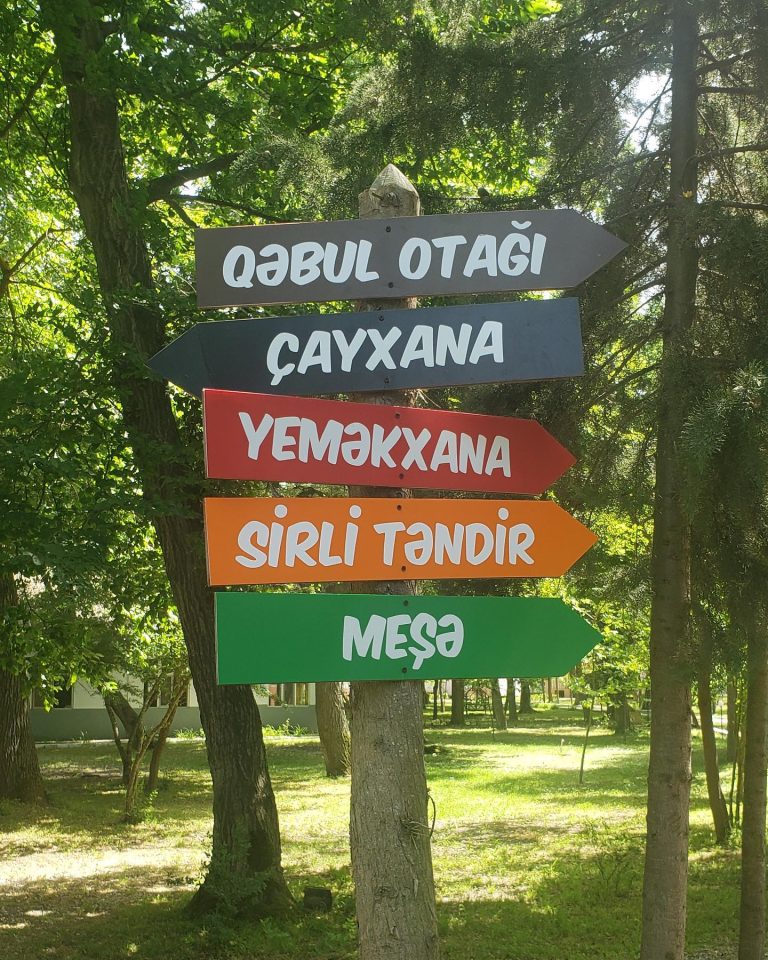 QƏBUL OTAĞI
ÇAYXANA
YEMƏKXANA
SİRLİ TƏNDİR
MEŞƏ